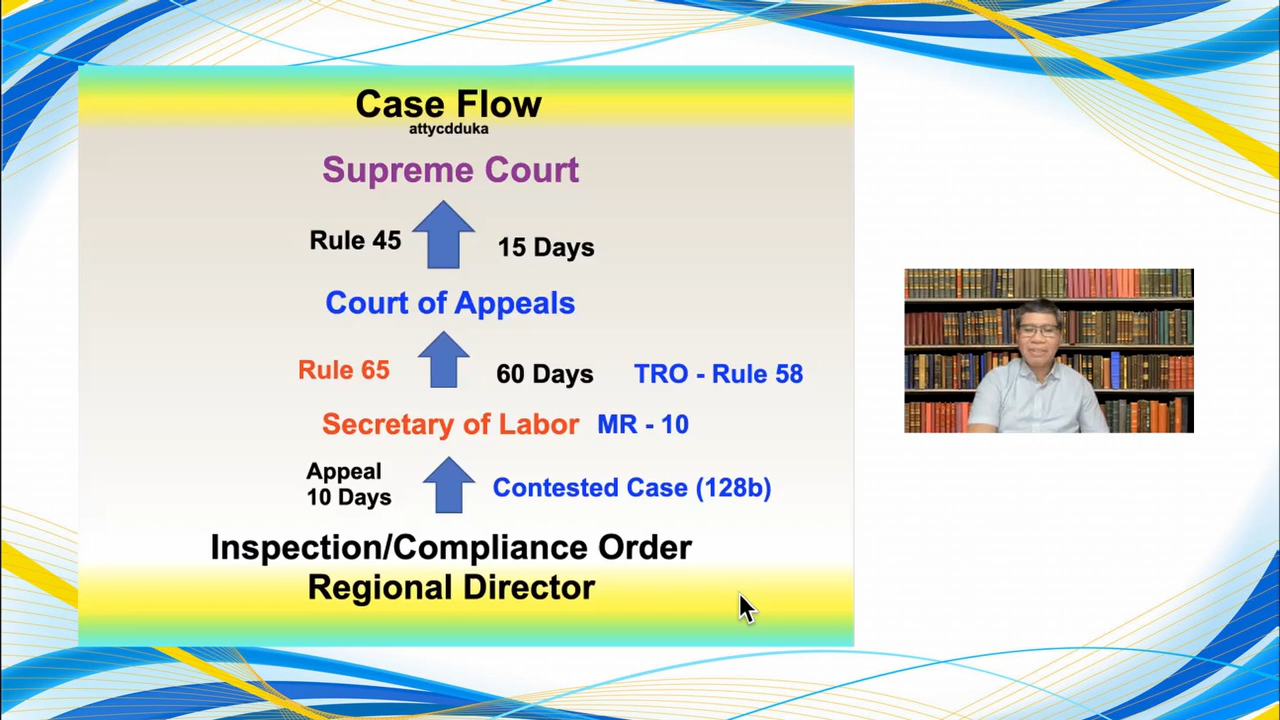 Case Flow
attycdduka
Supreme Court
Rule 45
15 Days
Court of Appeals
Rule 65
60 Days
TRO - Rule 58
Secretary of Labor
MR - 10
Appeal
10 Days
Contested Case (128b)
Inspection/Compliance Order
Regional Director